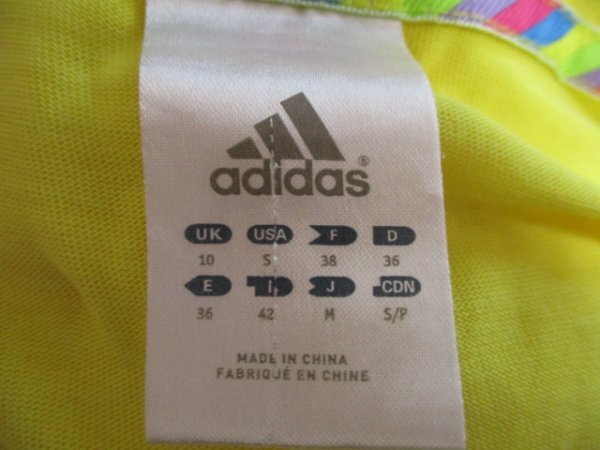 adidas®
UK USA F D
10 S 38 36
E I J CDN
36 42 M S/P
MADE IN CHINA
FABRIQUÉ EN CHINE